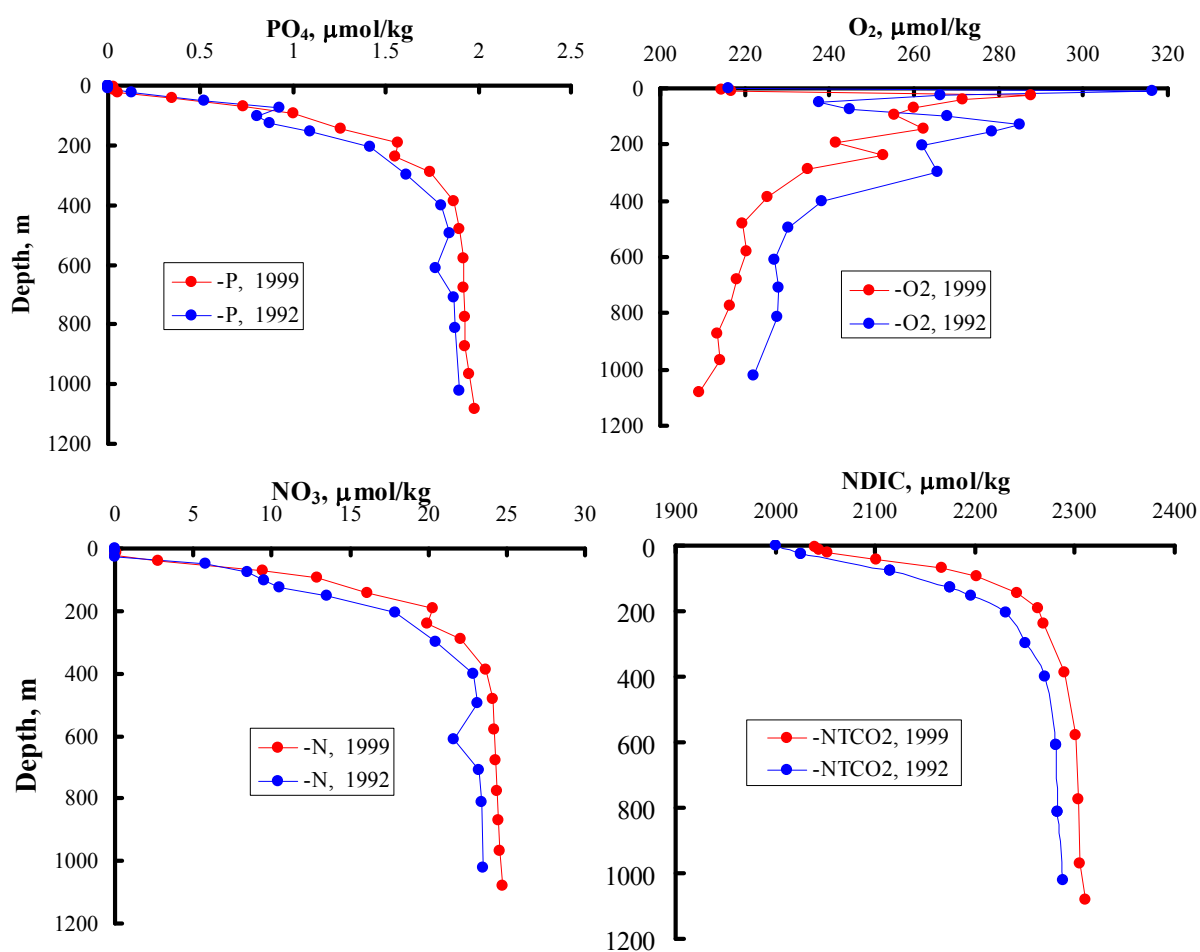 PO₄, μmol/kg
0 0.5 1 1.5 2 2.5
0
200
400
600
800
1000
1200
Depth, m
-P, 1999
-P, 1992
O₂, μmol/kg
200 220 240 260 280 300 320
0
200
400
600
800
1000
1200
-O2, 1999
-O2, 1992
NO₃, μmol/kg
0 5 10 15 20 25 30
0
200
400
600
800
1000
1200
Depth, m
-N, 1999
-N, 1992
NDIC, μmol/kg
1900 2000 2100 2200 2300 2400
0
200
400
600
800
1000
1200
-NTCO2, 1999
-NTCO2, 1992